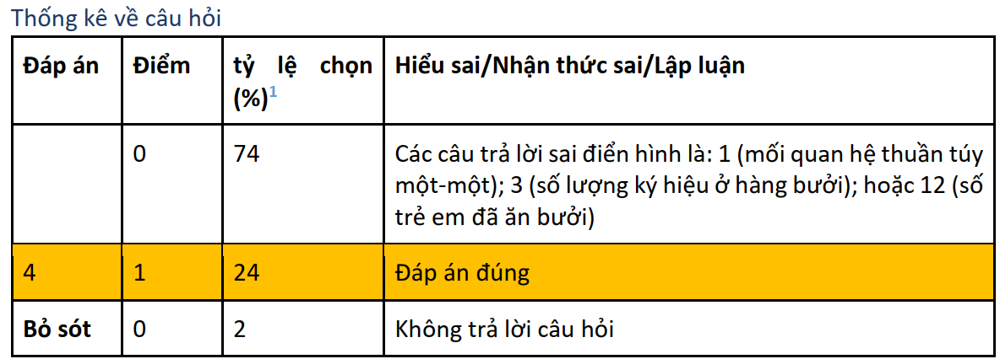 Thống kê về câu hỏi
Đáp án Điểm tỷ lệ chọn Hiểu sai/Nhận thức sai/Lập luận
(%)1
0 74 Các câu trả lời sai điển hình là: 1 (mối quan hệ thuần túy
một-một); 3 (số lượng ký hiệu ở hàng bưởi); hoặc 12 (số
trẻ em đã ăn bưởi)
4 1 24 Đáp án đúng
Bỏ sót 0 2 Không trả lời câu hỏi